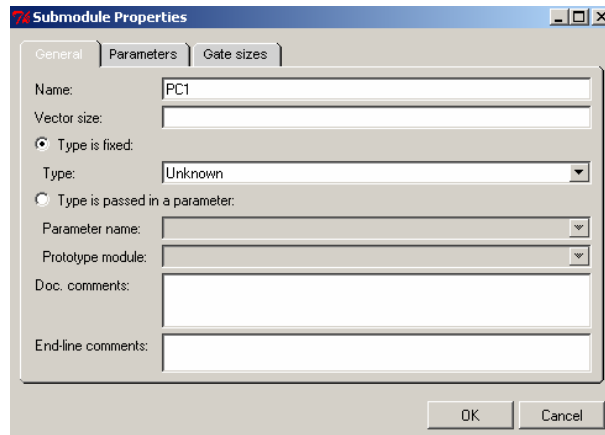 Submodule Properties
General Parameters Gate sizes
Name: PC1
Vector size:
Type is fixed:
Type: Unknown
Type is passed in a parameter:
Parameter name:
Prototype module:
Doc. comments:
End-line comments:
OK Cancel